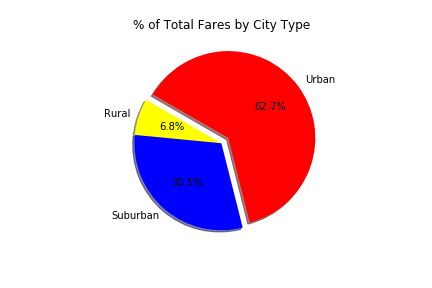 % of Total Fares by City Type
Urban
62.7%
Rural
6.8%
30.5%
Suburban